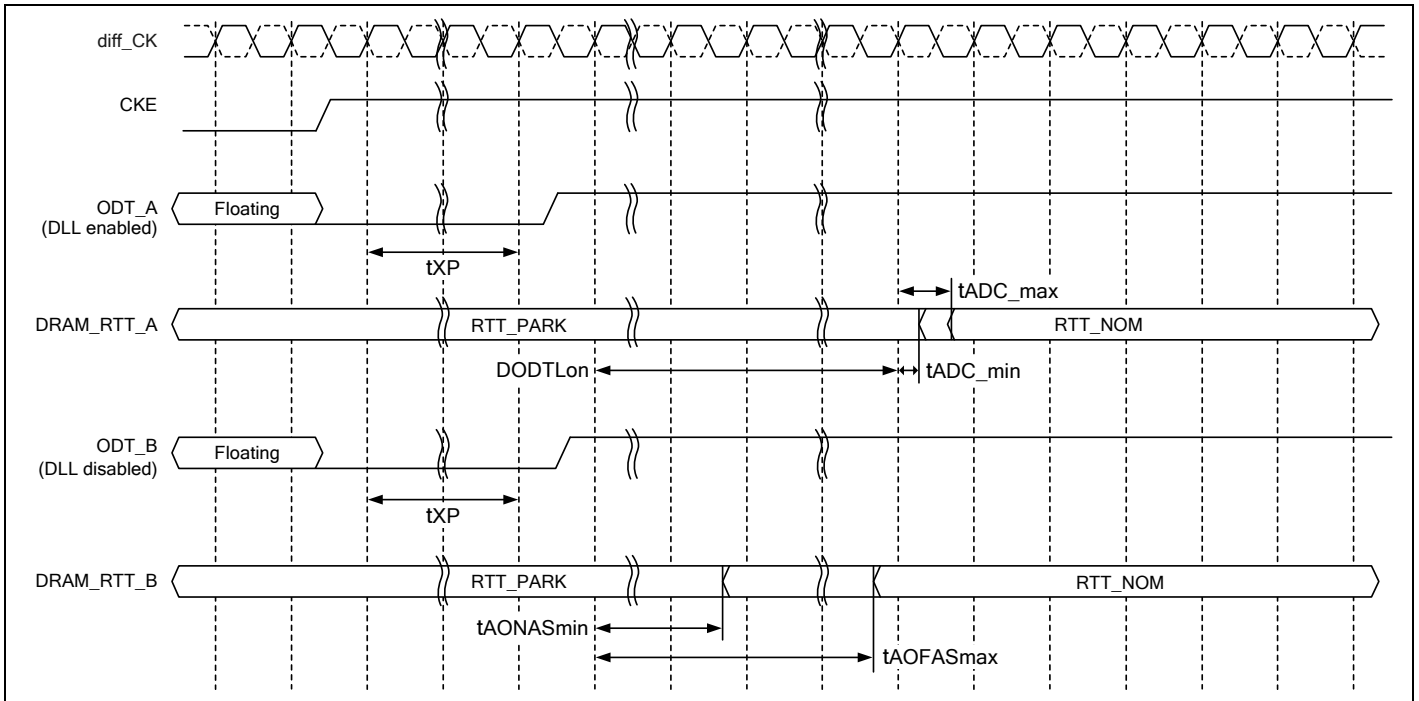 diff_CK
CKE
ODT_A
(DLL enabled)
Floating
tXP
tADC_max
DRAM_RTT_A
RTT_PARK
RTT_NOM
DODTLon
tADC_min
ODT_B
(DLL disabled)
Floating
tXP
DRAM_RTT_B
RTT_PARK
RTT_NOM
tAONASmin
tAOFASmax